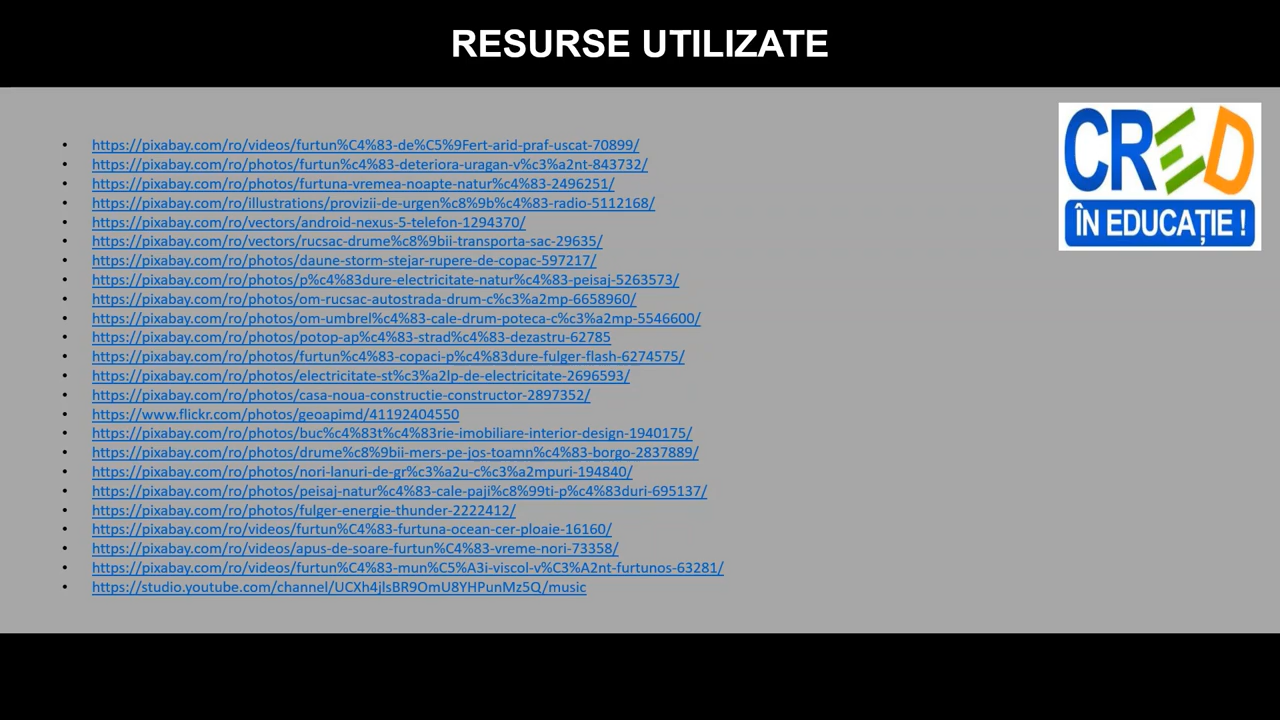 RESURSE UTILIZATE
CRED
ÎN EDUCAȚIE !
• https://pixabay.com/ro/videos/furtun%C4%83-de%C5%9Fert-arid-praf-uscat-70899/
• https://pixabay.com/ro/photos/furtun%c4%83-deteriora-uragan-v%c3%a2nt-843732/
• https://pixabay.com/ro/photos/furtuna-vremea-noapte-natur%c4%83-2496251/
• https://pixabay.com/ro/illustrations/provizii-de-urgen%c8%9b%c4%83-radio-5112168/
• https://pixabay.com/ro/vectors/android-nexus-5-telefon-1294370/
• https://pixabay.com/ro/vectors/rucsac-drume%c8%9bii-transporta-sac-29635/
• https://pixabay.com/ro/photos/daune-storm-stejar-rupere-de-copac-597217/
• https://pixabay.com/ro/photos/p%c4%83dure-electricitate-natur%c4%83-peisaj-5263573/
• https://pixabay.com/ro/photos/om-rucsac-autostrada-drum-c%c3%a2mp-6658960/
• https://pixabay.com/ro/photos/om-umbrel%c4%83-cale-drum-poteca-c%c3%a2mp-5546600/
• https://pixabay.com/ro/photos/potop-ap%c4%83-strad%c4%83-dezastru-62785
• https://pixabay.com/ro/photos/furtun%c4%83-copaci-p%c4%83dure-fulger-flash-6274575/
• https://pixabay.com/ro/photos/electricitate-st%c3%a2lp-de-electricitate-2696593/
• https://pixabay.com/ro/photos/casa-noua-constructie-constructor-2897352/
• https://www.flickr.com/photos/geoapimd/41192404550
• https://pixabay.com/ro/photos/buc%c4%83t%c4%83rie-imobiliare-interior-design-1940175/
• https://pixabay.com/ro/photos/drume%c8%9bii-mers-pe-jos-toamn%c4%83-borgo-2837889/
• https://pixabay.com/ro/photos/nori-lanuri-de-gr%c3%a2u-c%c3%a2mpuri-194840/
• https://pixabay.com/ro/photos/peisaj-natur%c4%83-cale-paji%c8%99ti-p%c4%83duri-695137/
• https://pixabay.com/ro/photos/fulger-energie-thunder-2222412/
• https://pixabay.com/ro/videos/furtun%C4%83-furtuna-ocean-cer-ploaie-16160/
• https://pixabay.com/ro/videos/apus-de-soare-furtun%C4%83-vreme-nori-73358/
• https://pixabay.com/ro/videos/furtun%C4%83-mun%C5%A3i-viscol-v%C3%A2nt-furtunos-63281/
• https://studio.youtube.com/channel/UCXh4jlsBR9OmU8YHPunMz5Q/music